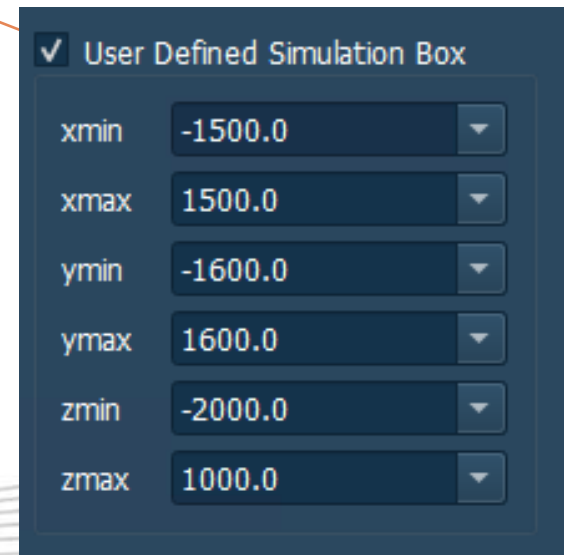 User Defined Simulation Box
xmin -1500.0
xmax 1500.0
ymin -1600.0
ymax 1600.0
zmin -2000.0
zmax 1000.0